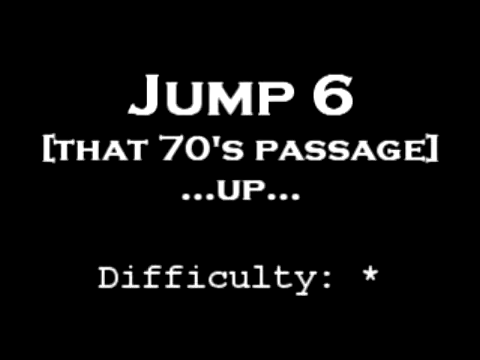 Jump 6
[that 70's passage]
...up...
Difficulty: *